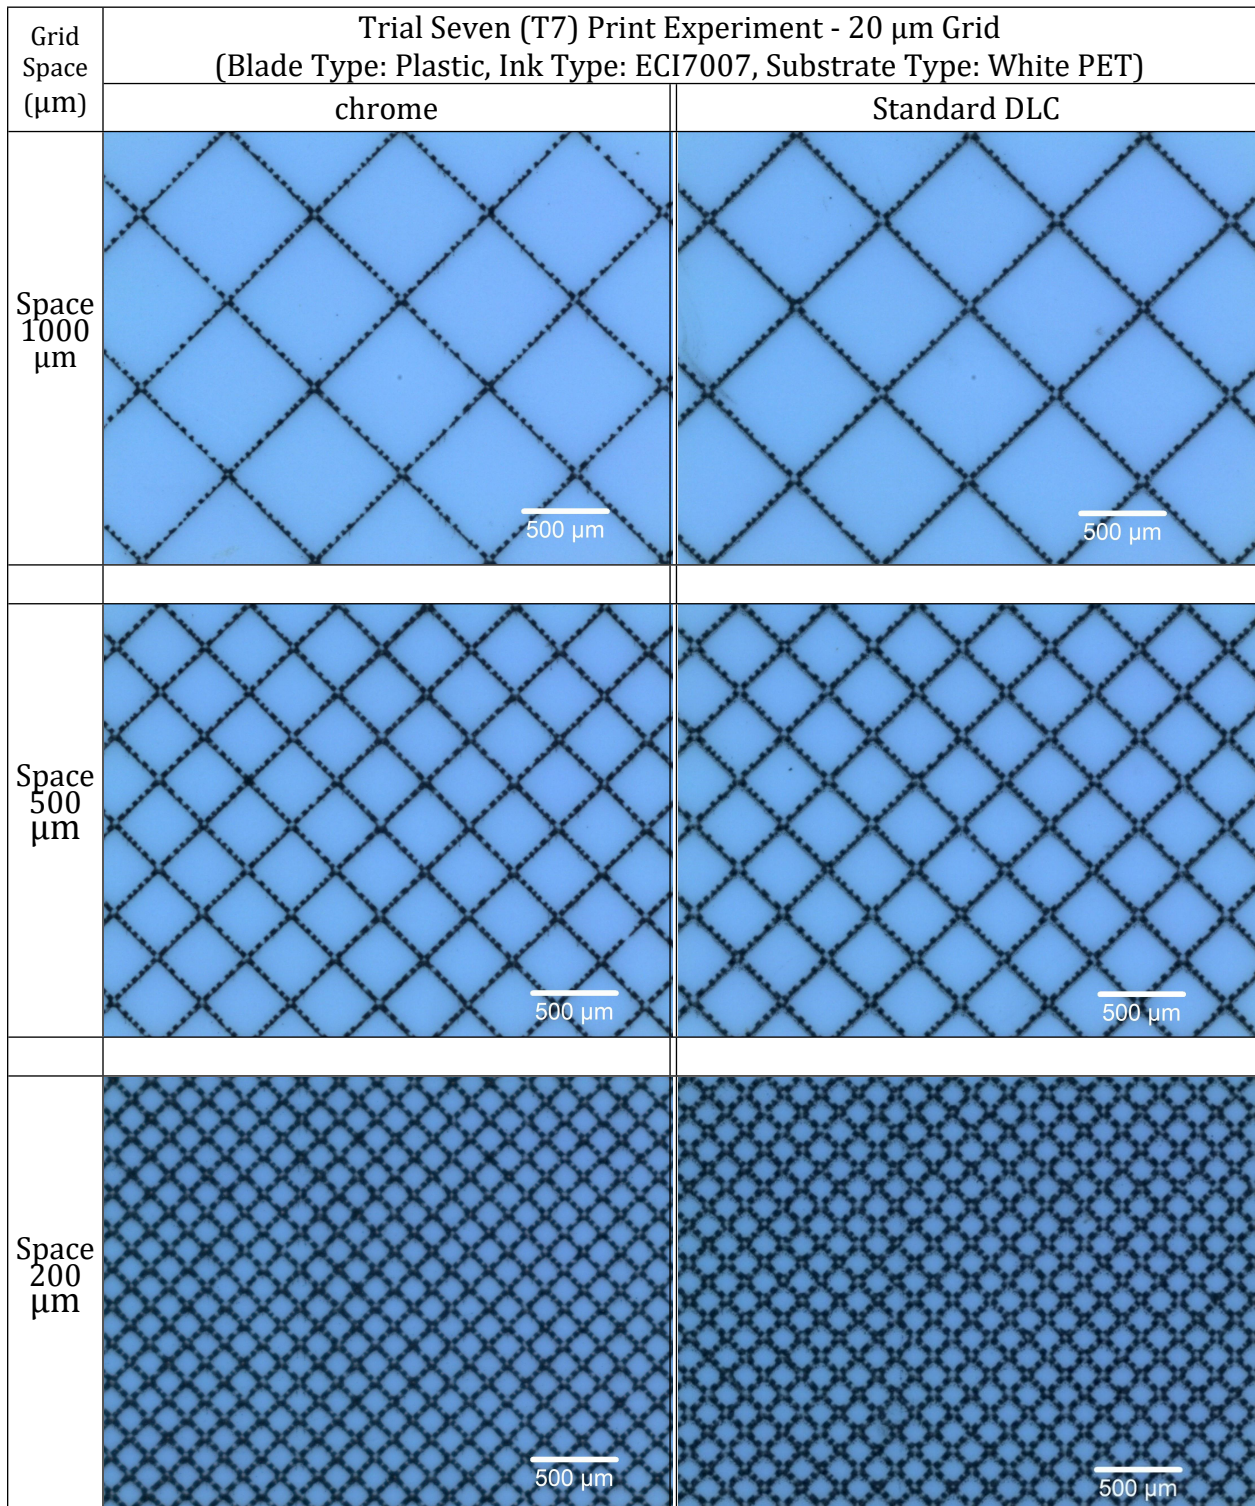 Grid
Space
(μm)
Trial Seven (T7) Print Experiment - 20 μm Grid
(Blade Type: Plastic, Ink Type: ECI7007, Substrate Type: White PET)
chrome
Standard DLC
Space
1000
μm
500 μm
500 μm
Space
500
μm
500 μm
500 μm
Space
200
μm
500 μm
500 μm